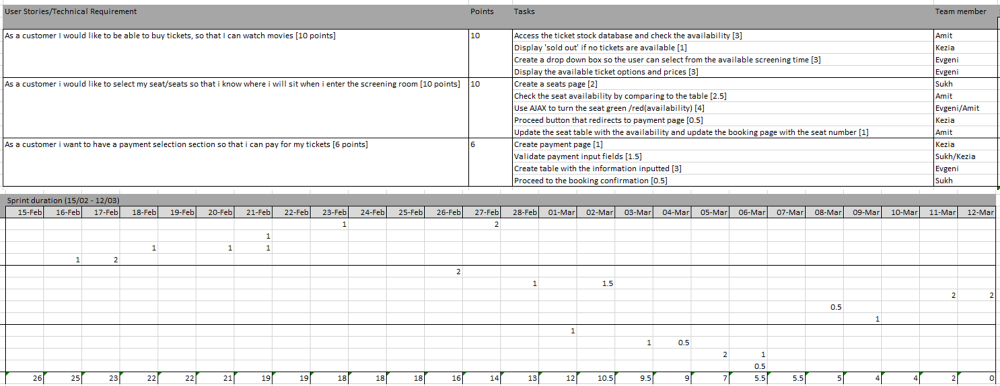 User Stories/Technical Requirement Points Tasks Team member
As a customer I would like to be able to buy tickets, so that I can watch movies [10 points] 10 Access the ticket stock database and check the availability [3] Amit
Display 'sold out' if no tickets are available [1] Kezia
Create a drop down box so the user can select from the available screening time [3] Evgeni
Display the available ticket options and prices [3] Evgeni
As a customer i would like to select my seat/seats so that i know where i will sit when i enter the screening room [10 points] 10 Create a seats page [2] Sukh
Check the seat availability by comparing to the table [2.5] Amit
Use AJAX to turn the seat green /red(availability) [4] Evgeni/Amit
Proceed button that redirects to payment page [0.5] Kezia
Update the seat table with the availability and update the booking page with the seat number [1] Amit
As a customer i want to have a payment selection section so that i can pay for my tickets [6 points] 6 Create payment page [1] Kezia
Validate payment input fields [1.5] Sukh/Kezia
Create table with the information inputted [3] Evgeni
Proceed to the booking confirmation [0.5] Sukh
Sprint duration (15/02 - 12/03)
15-Feb 16-Feb 17-Feb 18-Feb 19-Feb 20-Feb 21-Feb 22-Feb 23-Feb 24-Feb 25-Feb 26-Feb 27-Feb 28-Feb 01-Mar 02-Mar 03-Mar 04-Mar 05-Mar 06-Mar 07-Mar 08-Mar 09-Mar 10-Mar 11-Mar 12-Mar
1 2
1
1 1 1
1 2
2
1 1.5
2 2
0.5
1
1
1 0.5
2 1
0.5
26 25 23 22 22 21 19 19 18 18 18 16 14 13 12 10.5 9.5 9 7 5.5 5.5 5 4 4 2 0